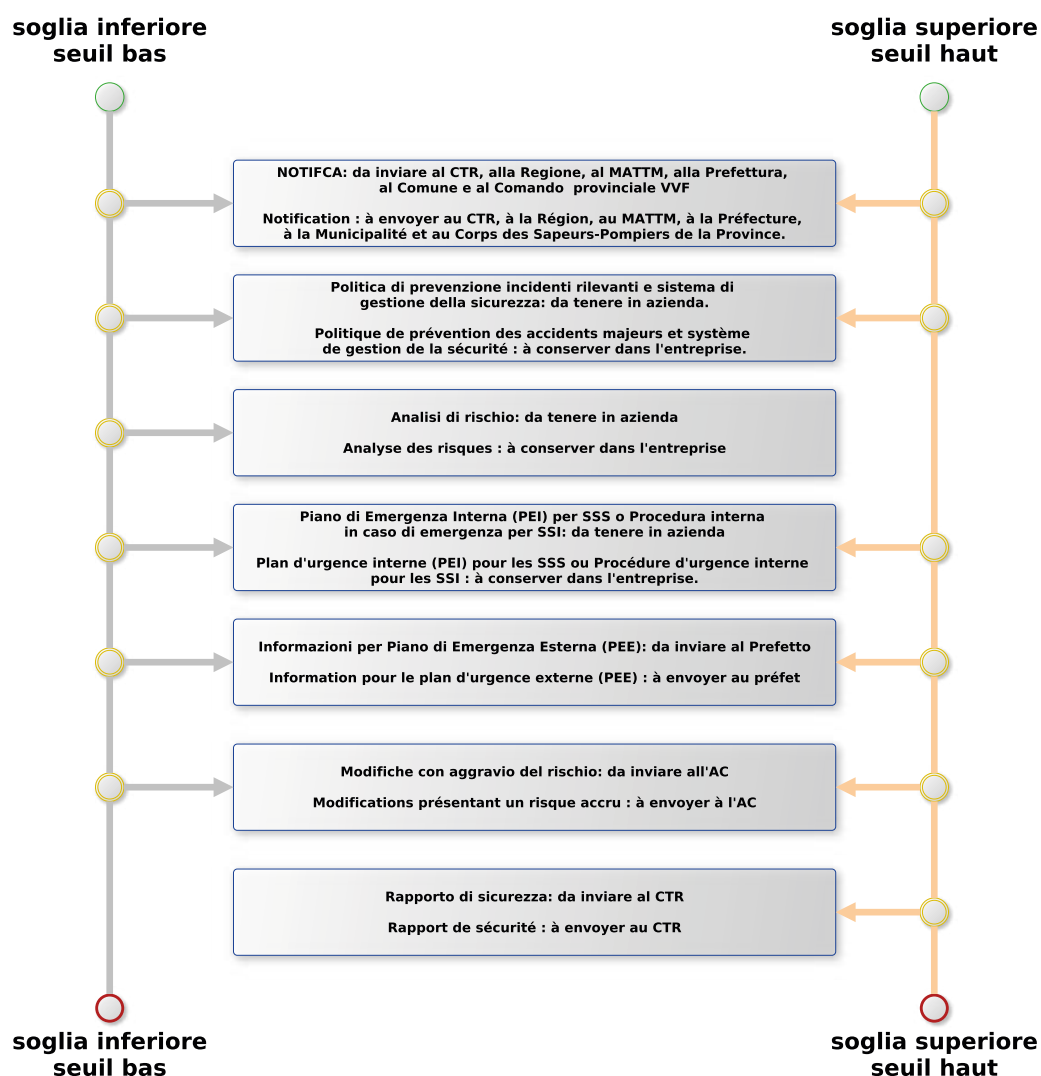 soglia inferiore
seuil bas
soglia superiore
seuil haut
NOTIFCA: da inviare al CTR, alla Regione, al MATTM, alla Prefettura,
al Comune e al Comando  provinciale VVF
Notification : à envoyer au CTR, à la Région, au MATTM, à la Préfecture,
à la Municipalité et au Corps des Sapeurs-Pompiers de la Province.
Politica di prevenzione incidenti rilevanti e sistema di
gestione della sicurezza: da tenere in azienda.
Politique de prévention des accidents majeurs et système
de gestion de la sécurité : à conserver dans l'entreprise.
Analisi di rischio: da tenere in azienda
Analyse des risques : à conserver dans l'entreprise
Piano di Emergenza Interna (PEI) per SSS o Procedura interna
in caso di emergenza per SSI: da tenere in azienda
Plan d'urgence interne (PEI) pour les SSS ou Procédure d'urgence interne
pour les SSI : à conserver dans l'entreprise.
Informazioni per Piano di Emergenza Esterna (PEE): da inviare al Prefetto
Information pour le plan d'urgence externe (PEE) : à envoyer au préfet
Modifiche con aggravio del rischio: da inviare all'AC
Modifications présentant un risque accru : à envoyer à l'AC
Rapporto di sicurezza: da inviare al CTR
Rapport de sécurité : à envoyer au CTR
soglia inferiore
seuil bas
soglia superiore
seuil haut